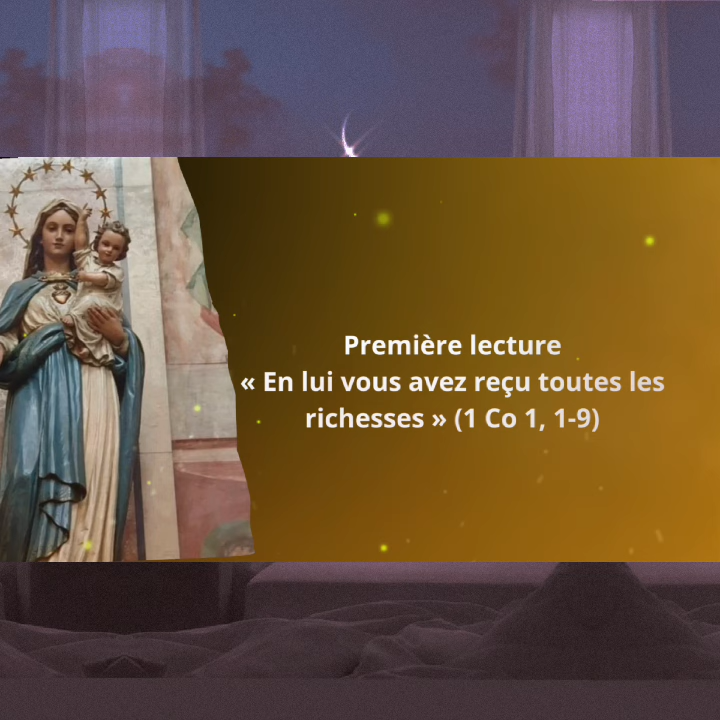 Première lecture
« En lui vous avez reçu toutes les
richesses » (1 Co 1, 1-9)